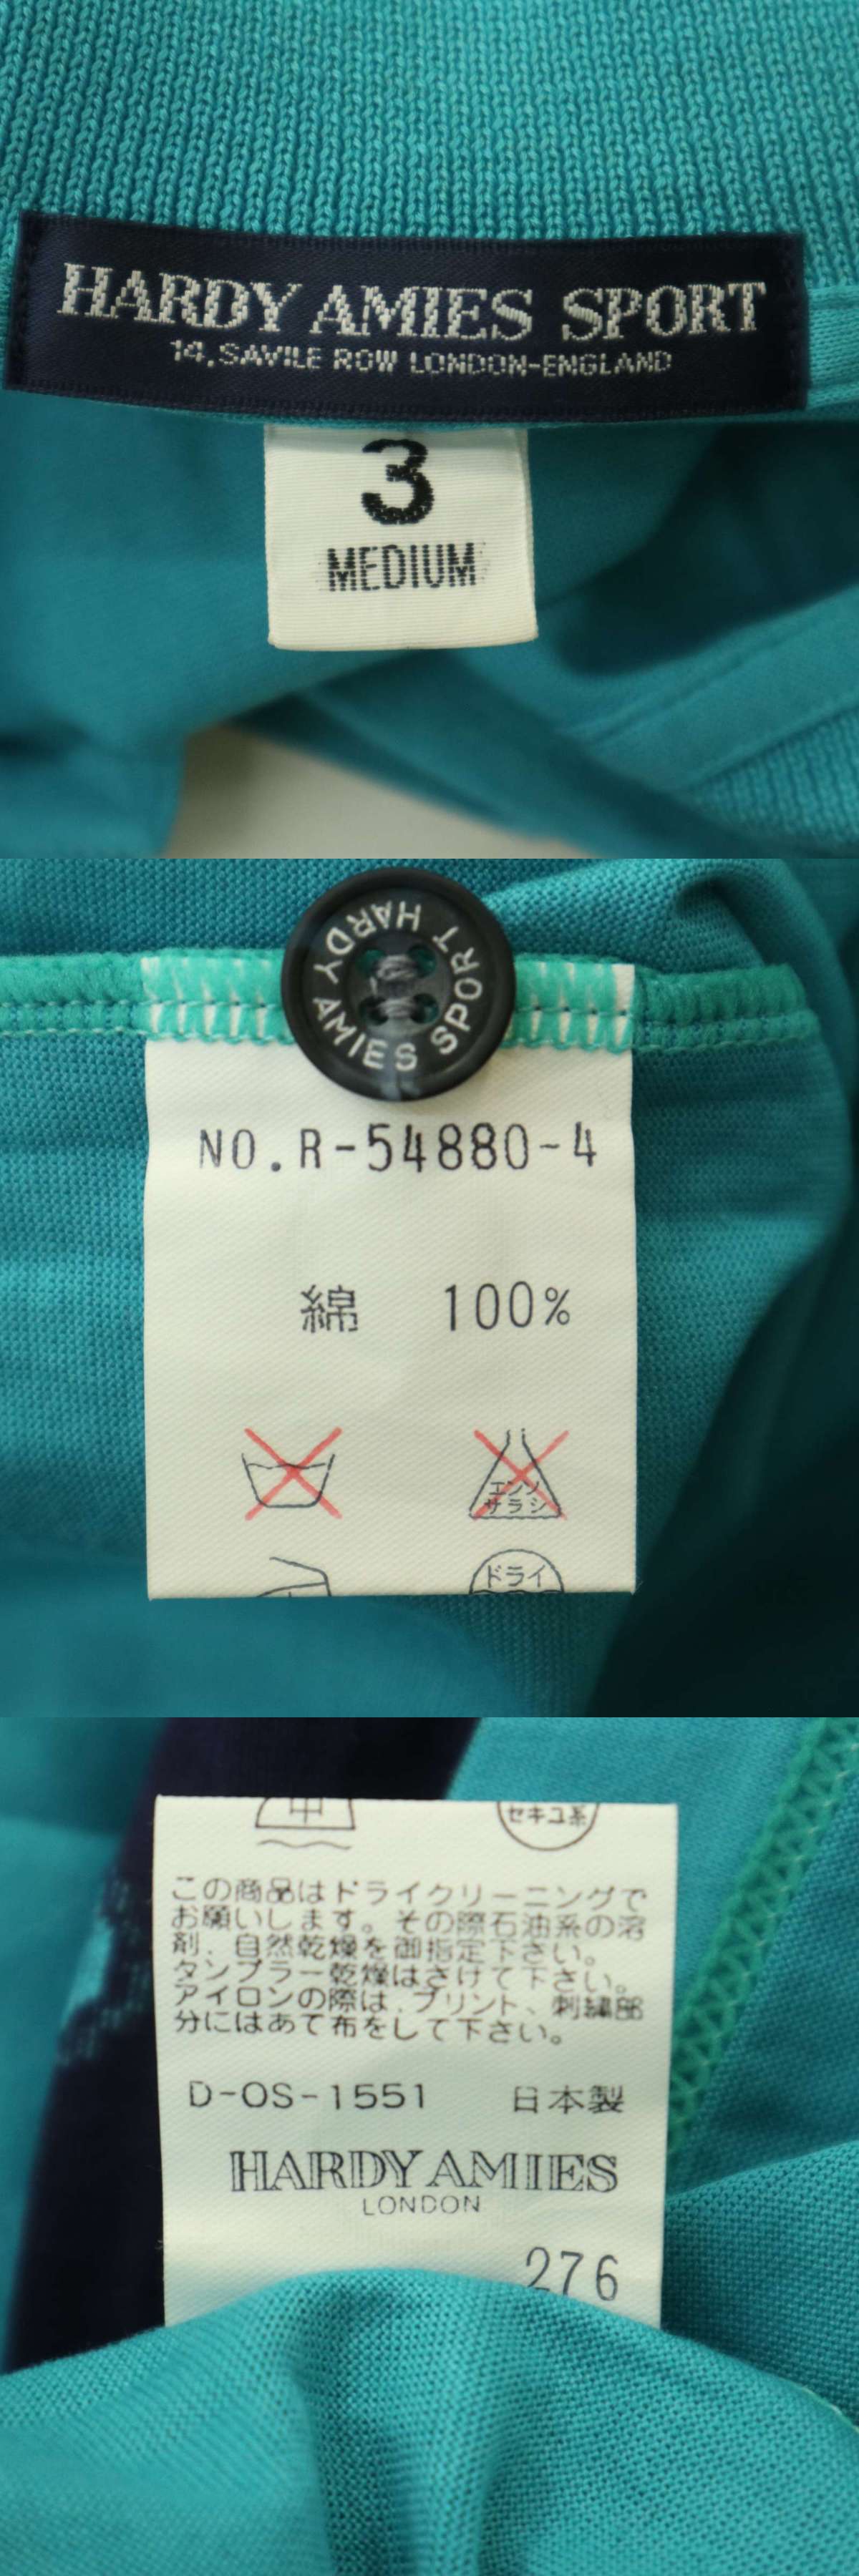 HARDY AMIES SPORT
14.SAVILE ROW LONDON-ENGLAND
3
MEDIUM
HARDY AMIES SPORT
NO.R-54880-4
綿 100%
エンソ
サラシ
ドライ
中
セキユ系
この商品はドライクリーニングで
お願いします。その際石油系の溶
剤、自然乾燥を御指定下さい。
タンブラー乾燥はさけて下さい。
アイロンの際は、プリント、刺繍部
分にはあて布をして下さい。
D-OS-1551 日本製
HARDY AMIES
LONDON
276